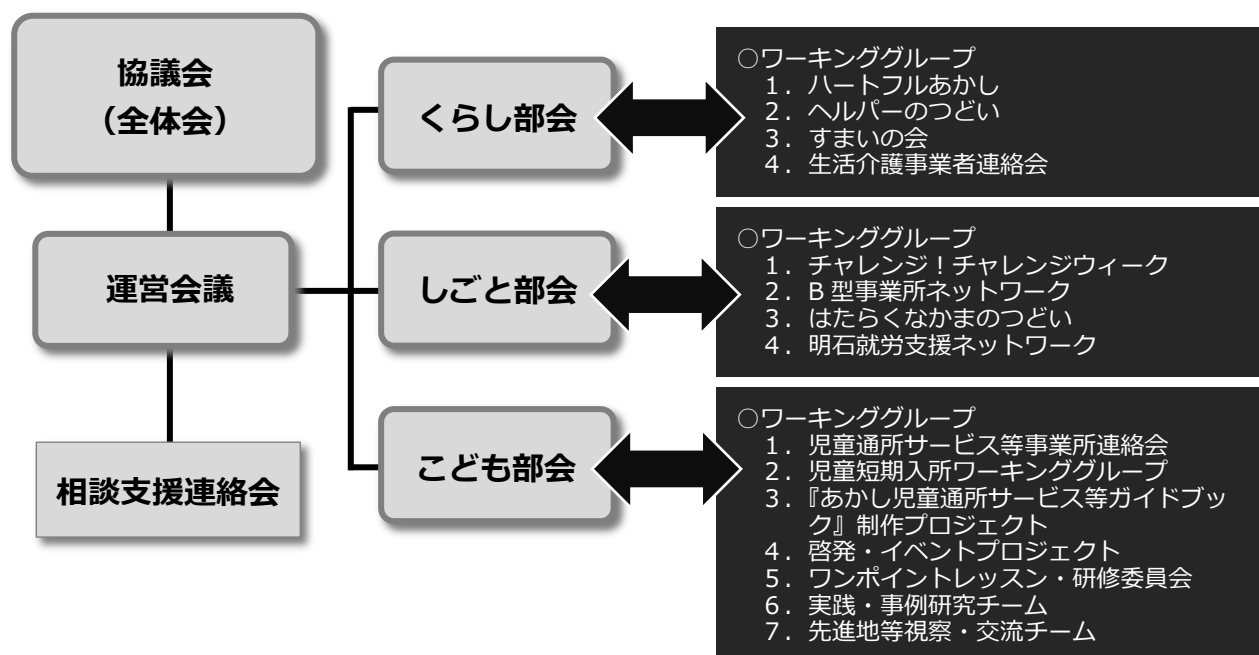 協議会
（全体会）
運営会議
相談支援連絡会
くらし部会
○ワーキンググループ
１．ハートフルあかし
２．ヘルパーのつどい
３．すまいの会
４．生活介護事業者連絡会
しごと部会
○ワーキンググループ
１．チャレンジ！チャレンジウィーク
２．B 型事業所ネットワーク
３．はたらくなかまのつどい
４．明石就労支援ネットワーク
こども部会
○ワーキンググループ
１．児童通所サービス等事業所連絡会
２．児童短期入所ワーキンググループ
３．『あかし児童通所サービス等ガイドブッ
ク』制作プロジェクト
４．啓発・イベントプロジェクト
５．ワンポイントレッスン・研修委員会
６．実践・事例研究チーム
７．先進地等視察・交流チーム